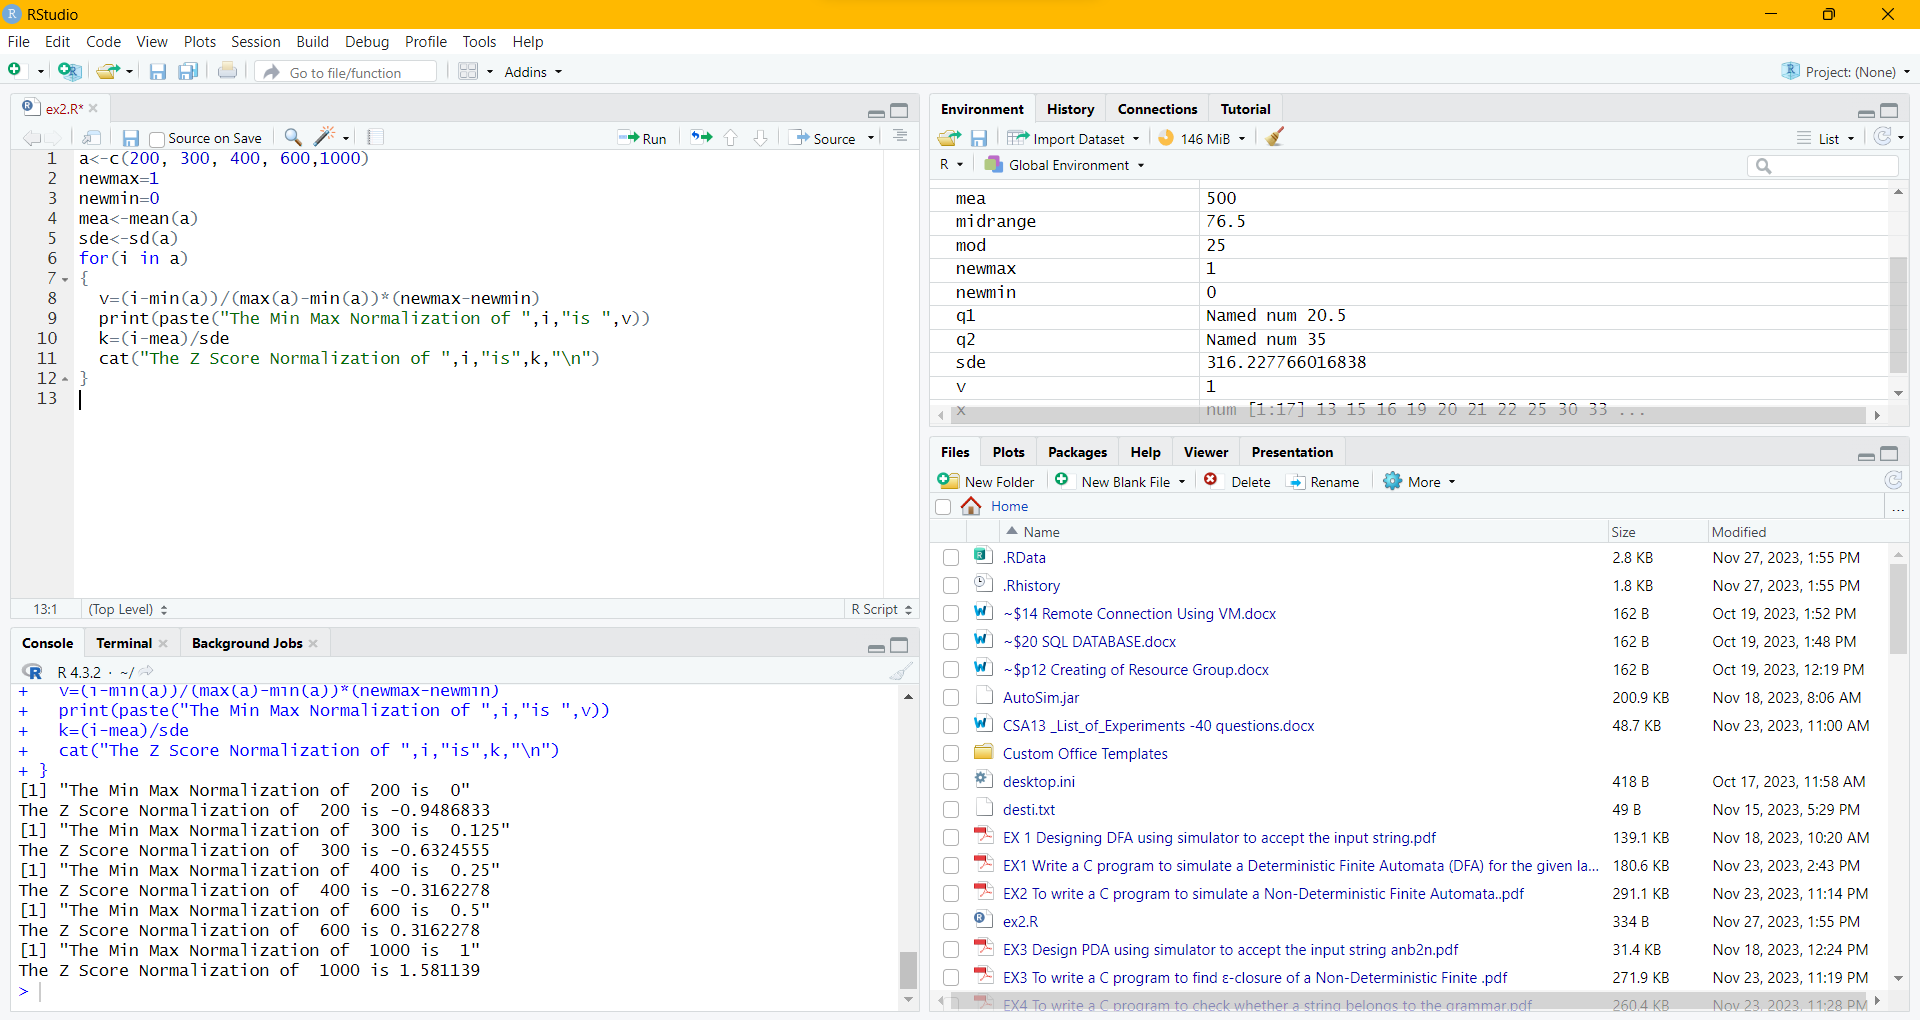 RStudio
File Edit Code View Plots Session Build Debug Profile Tools Help
Go to file/function Addins Project: (None)
ex2.R*
Source on Save Run Source
1 a<-c(200, 300, 400, 600,1000)
2 newmax=1
3 newmin=0
4 mea<-mean(a)
5 sde<-sd(a)
6 for(i in a)
7 {
8 v=(i-min(a))/(max(a)-min(a))*(newmax-newmin)
9 print(paste("The Min Max Normalization of ",i,"is ",v))
10 k=(i-mea)/sde
11 cat("The Z Score Normalization of ",i,"is",k,"\n")
12 }
13
13:1 (Top Level) R Script
Console Terminal Background Jobs
R 4.3.2 · ~/
+ v=(i-min(a))/(max(a)-min(a))*(newmax-newmin)
+ print(paste("The Min Max Normalization of ",i,"is ",v))
+ k=(i-mea)/sde
+ cat("The Z Score Normalization of ",i,"is",k,"\n")
+ }
[1] "The Min Max Normalization of  200 is  0"
The Z Score Normalization of  200 is -0.9486833
[1] "The Min Max Normalization of  300 is  0.125"
The Z Score Normalization of  300 is -0.6324555
[1] "The Min Max Normalization of  400 is  0.25"
The Z Score Normalization of  400 is -0.3162278
[1] "The Min Max Normalization of  600 is  0.5"
The Z Score Normalization of  600 is 0.3162278
[1] "The Min Max Normalization of  1000 is  1"
The Z Score Normalization of  1000 is 1.581139
>
Environment History Connections Tutorial
Import Dataset 146 MiB List
R Global Environment
mea 500
midrange 76.5
mod 25
newmax 1
newmin 0
q1 Named num 20.5
q2 Named num 35
sde 316.227766016838
v 1
x num [1:17] 13 15 16 19 20 21 22 25 30 33 ...
Files Plots Packages Help Viewer Presentation
New Folder New Blank File Delete Rename More
Home ...
Name Size Modified
.RData 2.8 KB Nov 27, 2023, 1:55 PM
.Rhistory 1.8 KB Nov 27, 2023, 1:55 PM
~$14 Remote Connection Using VM.docx 162 B Oct 19, 2023, 1:52 PM
~$20 SQL DATABASE.docx 162 B Oct 19, 2023, 1:48 PM
~$p12 Creating of Resource Group.docx 162 B Oct 19, 2023, 12:19 PM
AutoSim.jar 200.9 KB Nov 18, 2023, 8:06 AM
CSA13 _List_of_Experiments -40 questions.docx 48.7 KB Nov 23, 2023, 11:00 AM
Custom Office Templates
desktop.ini 418 B Oct 17, 2023, 11:58 AM
desti.txt 49 B Nov 15, 2023, 5:29 PM
EX 1 Designing DFA using simulator to accept the input string.pdf 139.1 KB Nov 18, 2023, 10:20 AM
EX1 Write a C program to simulate a Deterministic Finite Automata (DFA) for the given la... 180.6 KB Nov 23, 2023, 2:43 PM
EX2 To write a C program to simulate a Non-Deterministic Finite Automata..pdf 291.1 KB Nov 23, 2023, 11:14 PM
ex2.R 334 B Nov 27, 2023, 1:55 PM
EX3 Design PDA using simulator to accept the input string anb2n.pdf 31.4 KB Nov 18, 2023, 12:24 PM
EX3 To write a C program to find ε-closure of a Non-Deterministic Finite .pdf 271.9 KB Nov 23, 2023, 11:19 PM
EX4 To write a C program to check whether a string belongs to the grammar.pdf 260.4 KB Nov 23, 2023, 11:28 PM